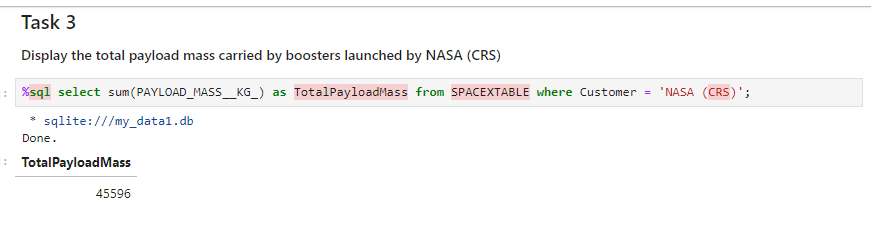 Task 3
Display the total payload mass carried by boosters launched by NASA (CRS)
: %sql select sum(PAYLOAD_MASS__KG_) as TotalPayloadMass from SPACEXTABLE where Customer = 'NASA (CRS)';
* sqlite:///my_data1.db
Done.
: TotalPayloadMass
45596